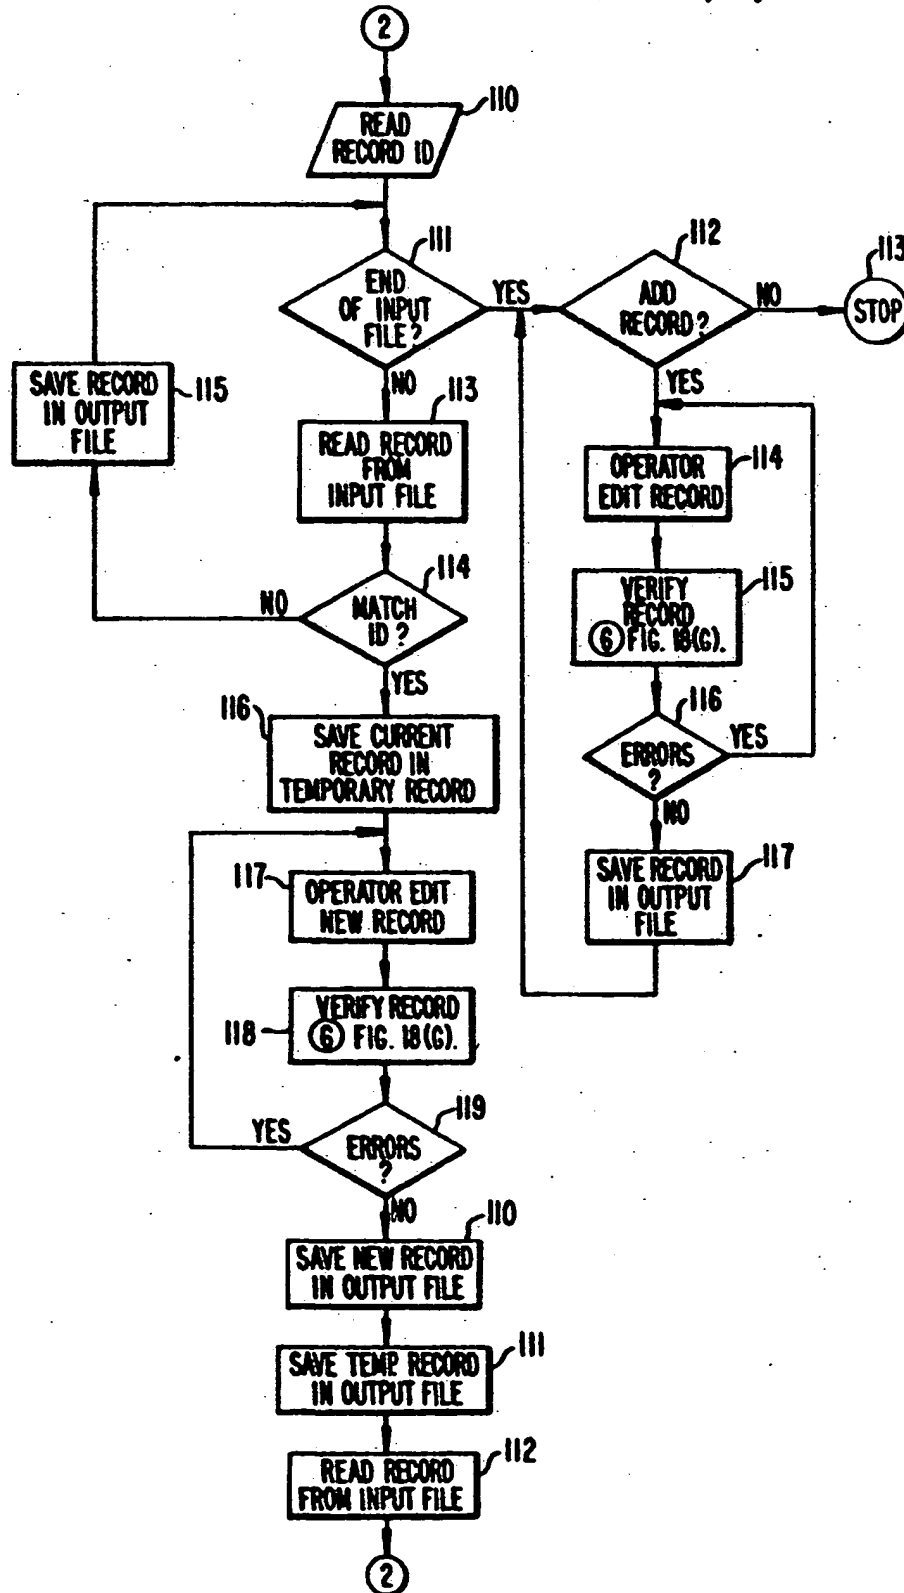 2
110
READ
RECORD ID
111
END
OF INPUT
FILE?
YES
112
ADD
RECORD?
NO
113
STOP
SAVE RECORD
IN OUTPUT
FILE
115
NO
113
READ RECORD
FROM
INPUT FILE
YES
114
OPERATOR
EDIT RECORD
114
MATCH
ID?
NO
YES
115
VERIFY
RECORD
6 FIG. 18(G).
116
SAVE CURRENT
RECORD IN
TEMPORARY RECORD
116
ERRORS
?
YES
NO
117
OPERATOR EDIT
NEW RECORD
117
SAVE RECORD
IN OUTPUT
FILE
118
VERIFY RECORD
6 FIG. 18(G).
119
ERRORS
?
YES
NO
110
SAVE NEW RECORD
IN OUTPUT FILE
111
SAVE TEMP RECORD
IN OUTPUT FILE
112
READ RECORD
FROM INPUT FILE
2